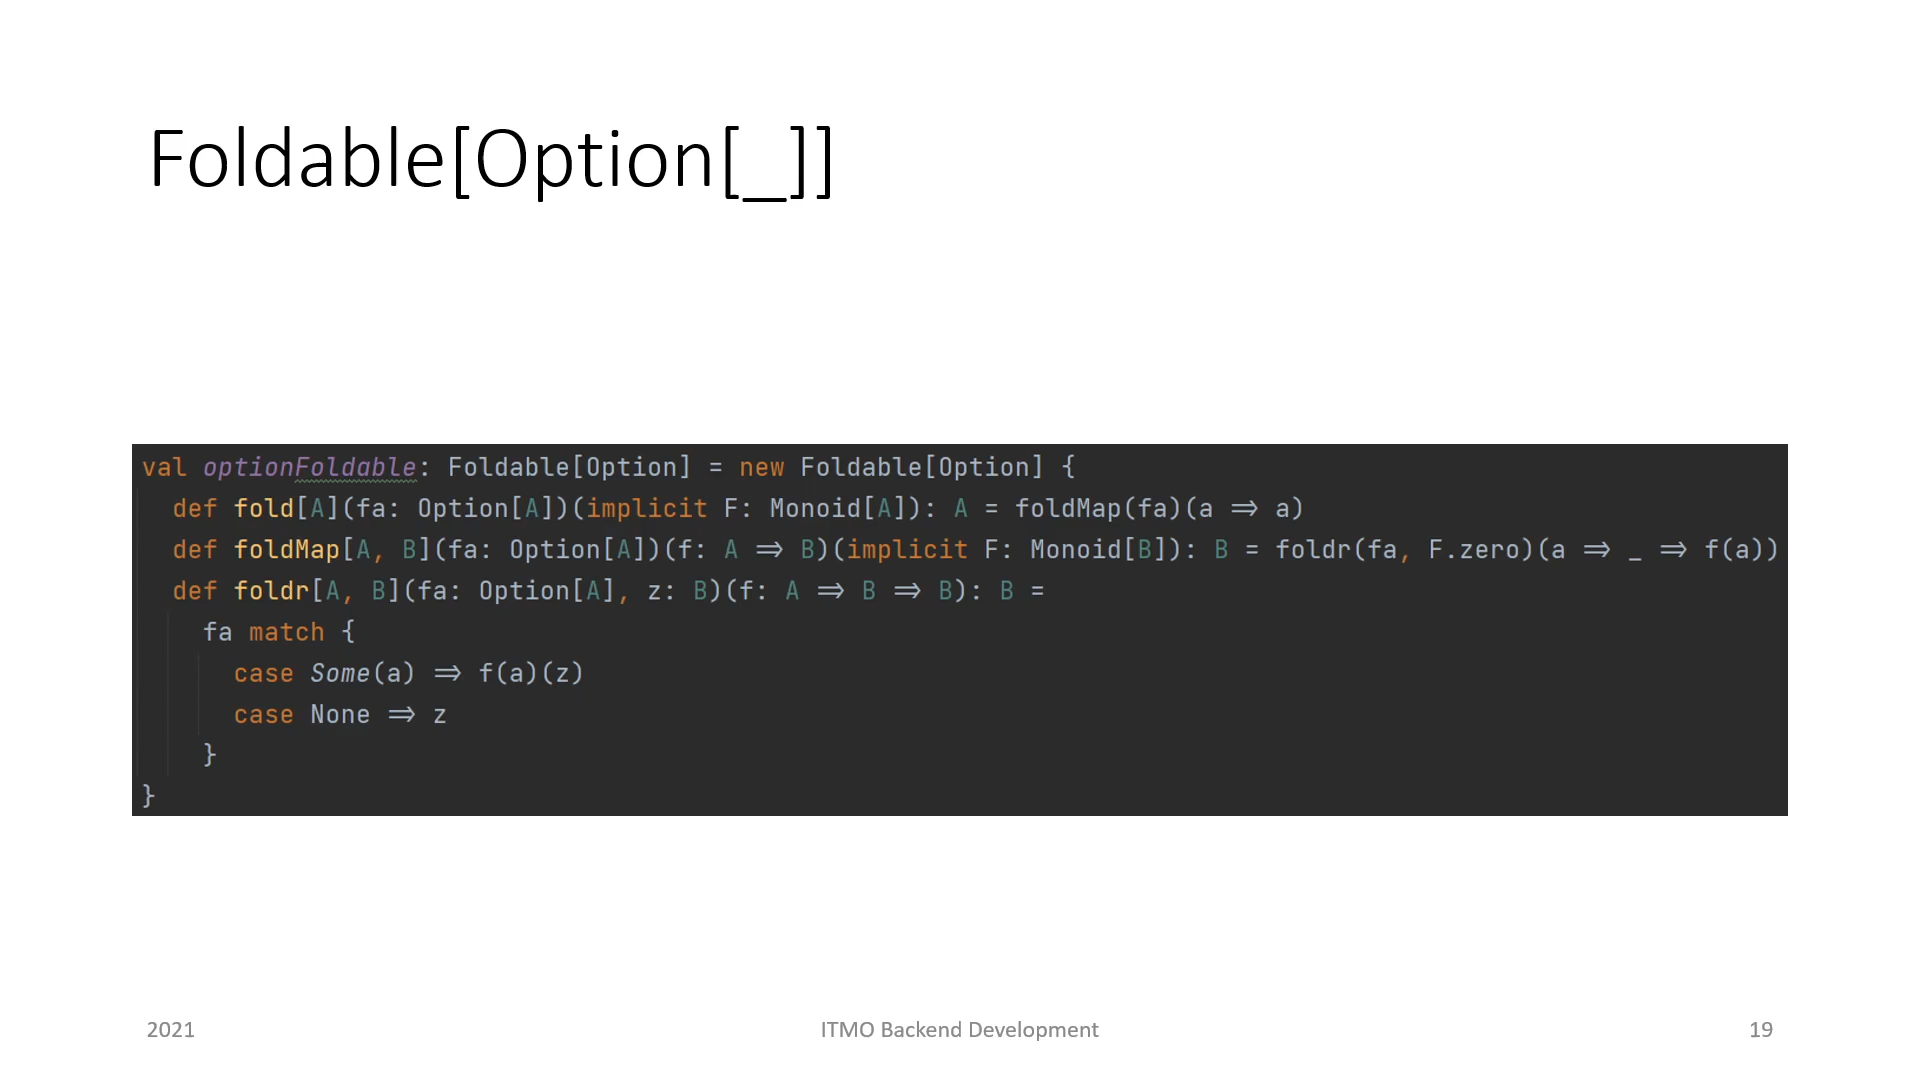 Foldable[Option[_]]
val optionFoldable: Foldable[Option] = new Foldable[Option] {
  def fold[A](fa: Option[A])(implicit F: Monoid[A]): A = foldMap(fa)(a ⇒ a)
  def foldMap[A, B](fa: Option[A])(f: A ⇒ B)(implicit F: Monoid[B]): B = foldr(fa, F.zero)(a ⇒ _ ⇒ f(a))
  def foldr[A, B](fa: Option[A], z: B)(f: A ⇒ B ⇒ B): B =
    fa match {
      case Some(a) ⇒ f(a)(z)
      case None ⇒ z
    }
}
2021
ITMO Backend Development
19